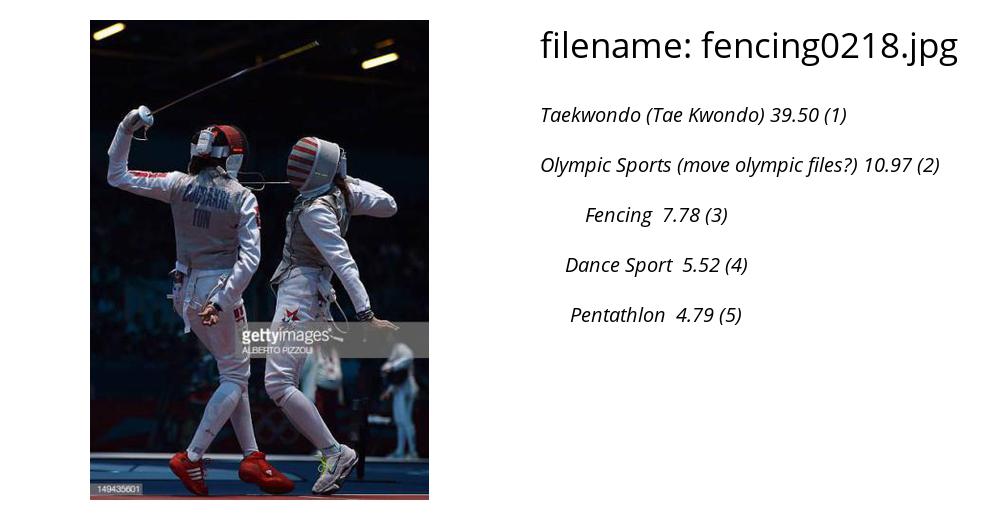 filename: fencing0218.jpg
Taekwondo (Tae Kwondo) 39.50 (1)
Olympic Sports (move olympic files?) 10.97 (2)
Fencing 7.78 (3)
Dance Sport 5.52 (4)
Pentathlon 4.79 (5)
TUN
gettyimages
ALBERTO PIZZOLI
149435601